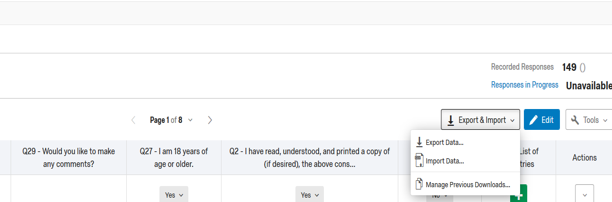 Recorded Responses 149 ()
Responses in Progress Unavailable
Page 1 of 8
Export & Import
Edit
Tools
Export Data...
Import Data...
Manage Previous Downloads...
Q29 - Would you like to make
any comments?
Q27 - I am 18 years of
age or older.
Q2 - I have read, understood, and printed a copy of
(if desired), the above cons...
List of
tries
Actions
Yes
Yes
No